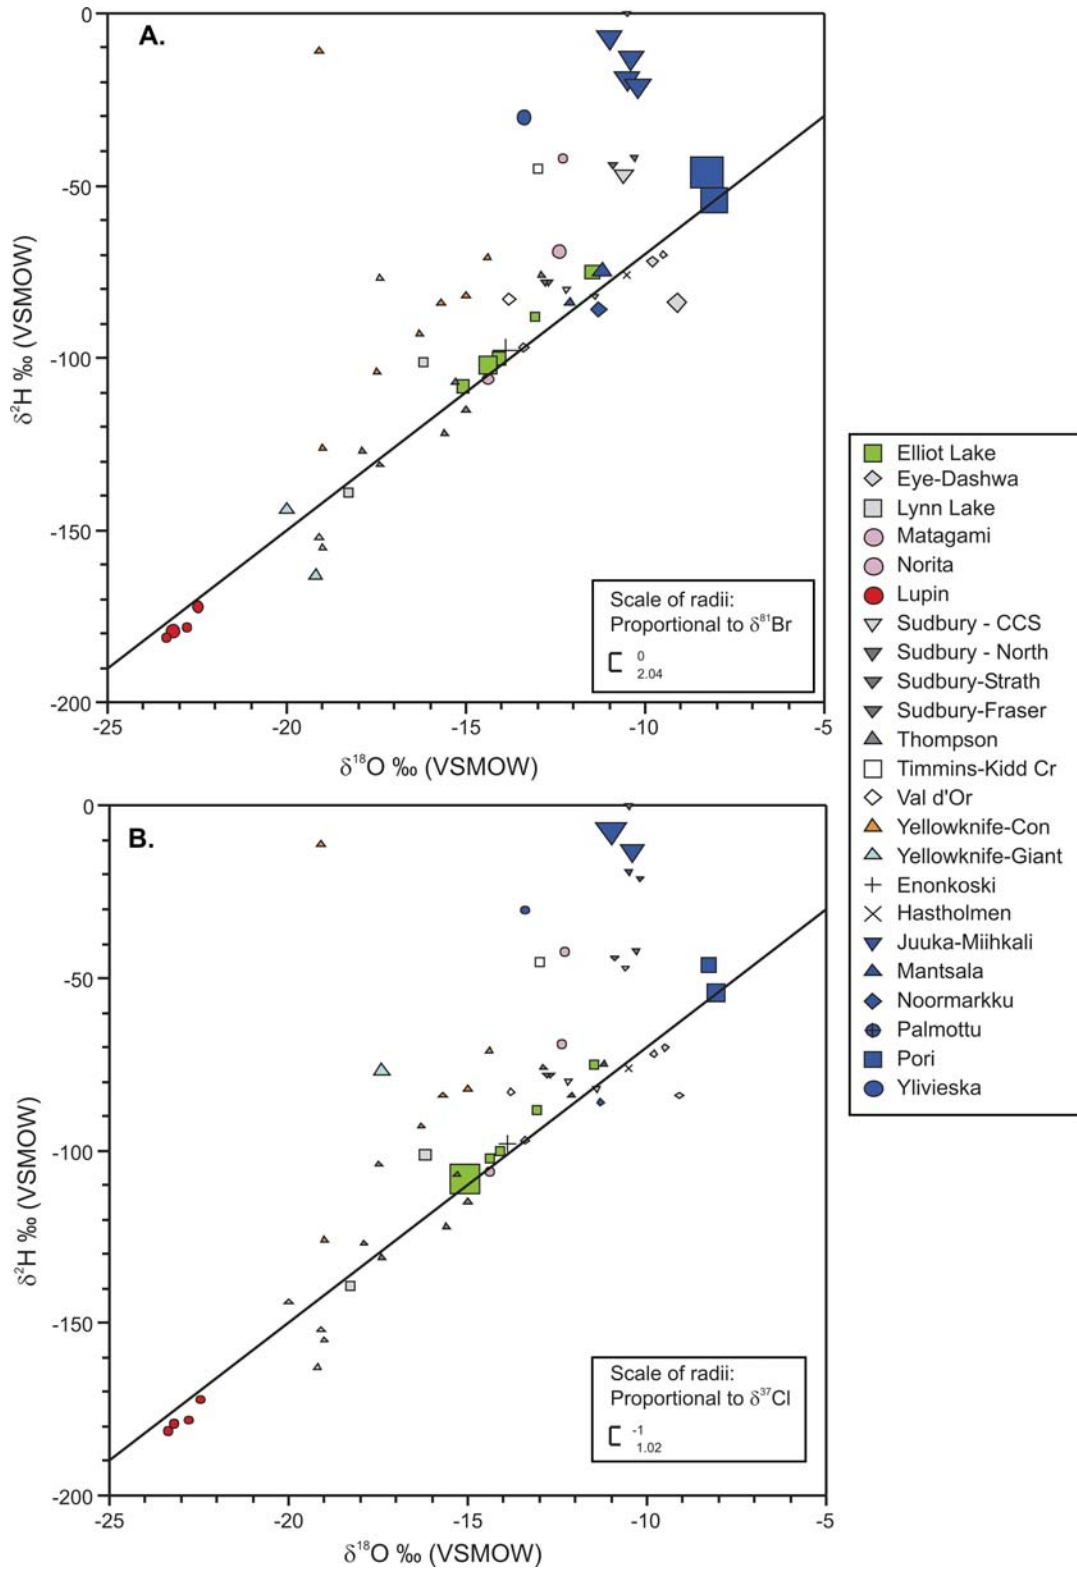 A.
0
-50
-100
-150
-200
δ²H ‰ (VSMOW)
-25
-20
-15
-10
-5
δ¹⁸O ‰ (VSMOW)
Scale of radii:
Proportional to δ⁸¹Br
0
2.04
Elliot Lake
Eye-Dashwa
Lynn Lake
Matagami
Norita
Lupin
Sudbury - CCS
Sudbury - North
Sudbury-Strath
Sudbury-Fraser
Thompson
Timmins-Kidd Cr
Val d'Or
Yellowknife-Con
Yellowknife-Giant
Enonkoski
Hastholmen
Juuka-Miihkali
Mantsala
Noormarkku
Palmottu
Pori
Ylivieska
B.
0
-50
-100
-150
-200
δ²H ‰ (VSMOW)
-25
-20
-15
-10
-5
δ¹⁸O ‰ (VSMOW)
Scale of radii:
Proportional to δ³⁷Cl
-1
1.02